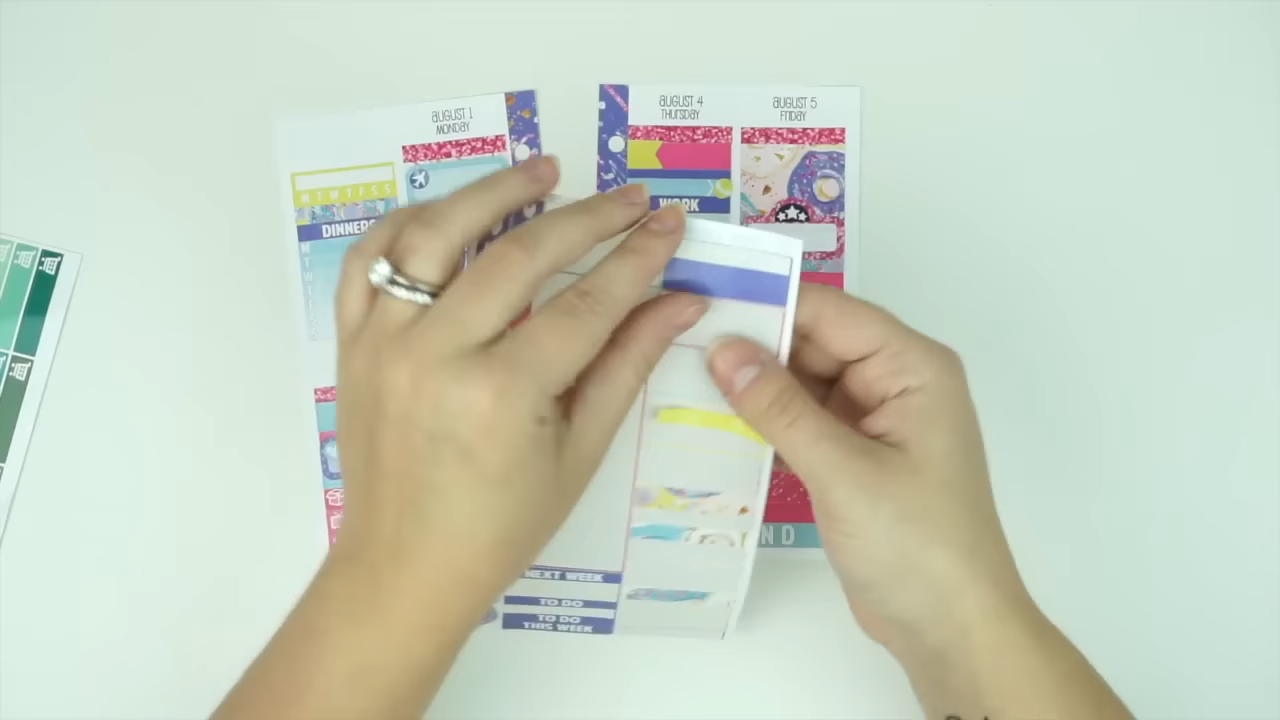 AUGUST 1
MONDAY
M T W T F S S
DINNERS
M
T
W
T
AUGUST 4
THURSDAY
WORK
AUGUST 5
FRIDAY
N D
NEXT WEEK
TO DO
TO DO
THIS WEEK